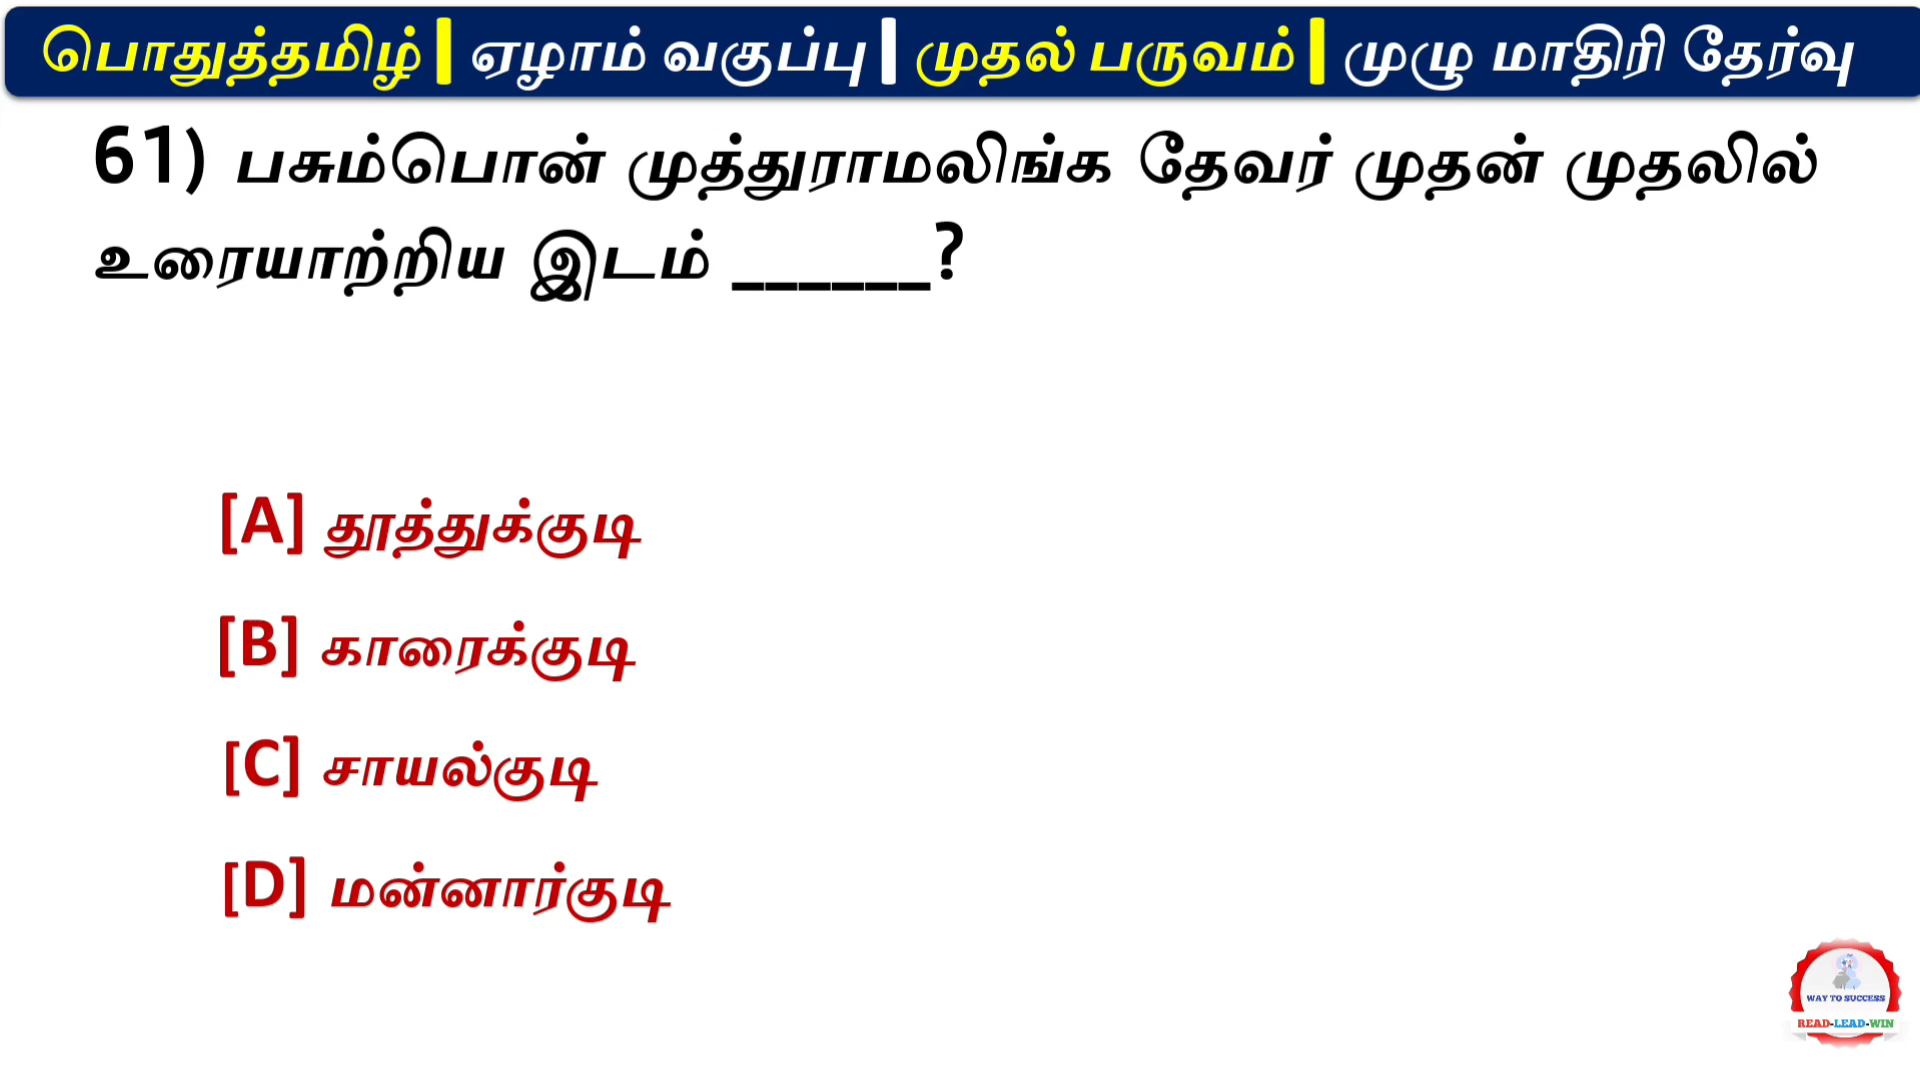 பொதுத்தமிழ் | ஏழாம் வகுப்பு | முதல் பருவம் | முழு மாதிரி தேர்வு
61) பசும்பொன் முத்துராமலிங்க தேவர் முதன் முதலில்
உரையாற்றிய இடம் ______?
[A] தூத்துக்குடி
[B] காரைக்குடி
[C] சாயல்குடி
[D] மன்னார்குடி
WAY TO SUCCESS
READ-LEAD-WIN